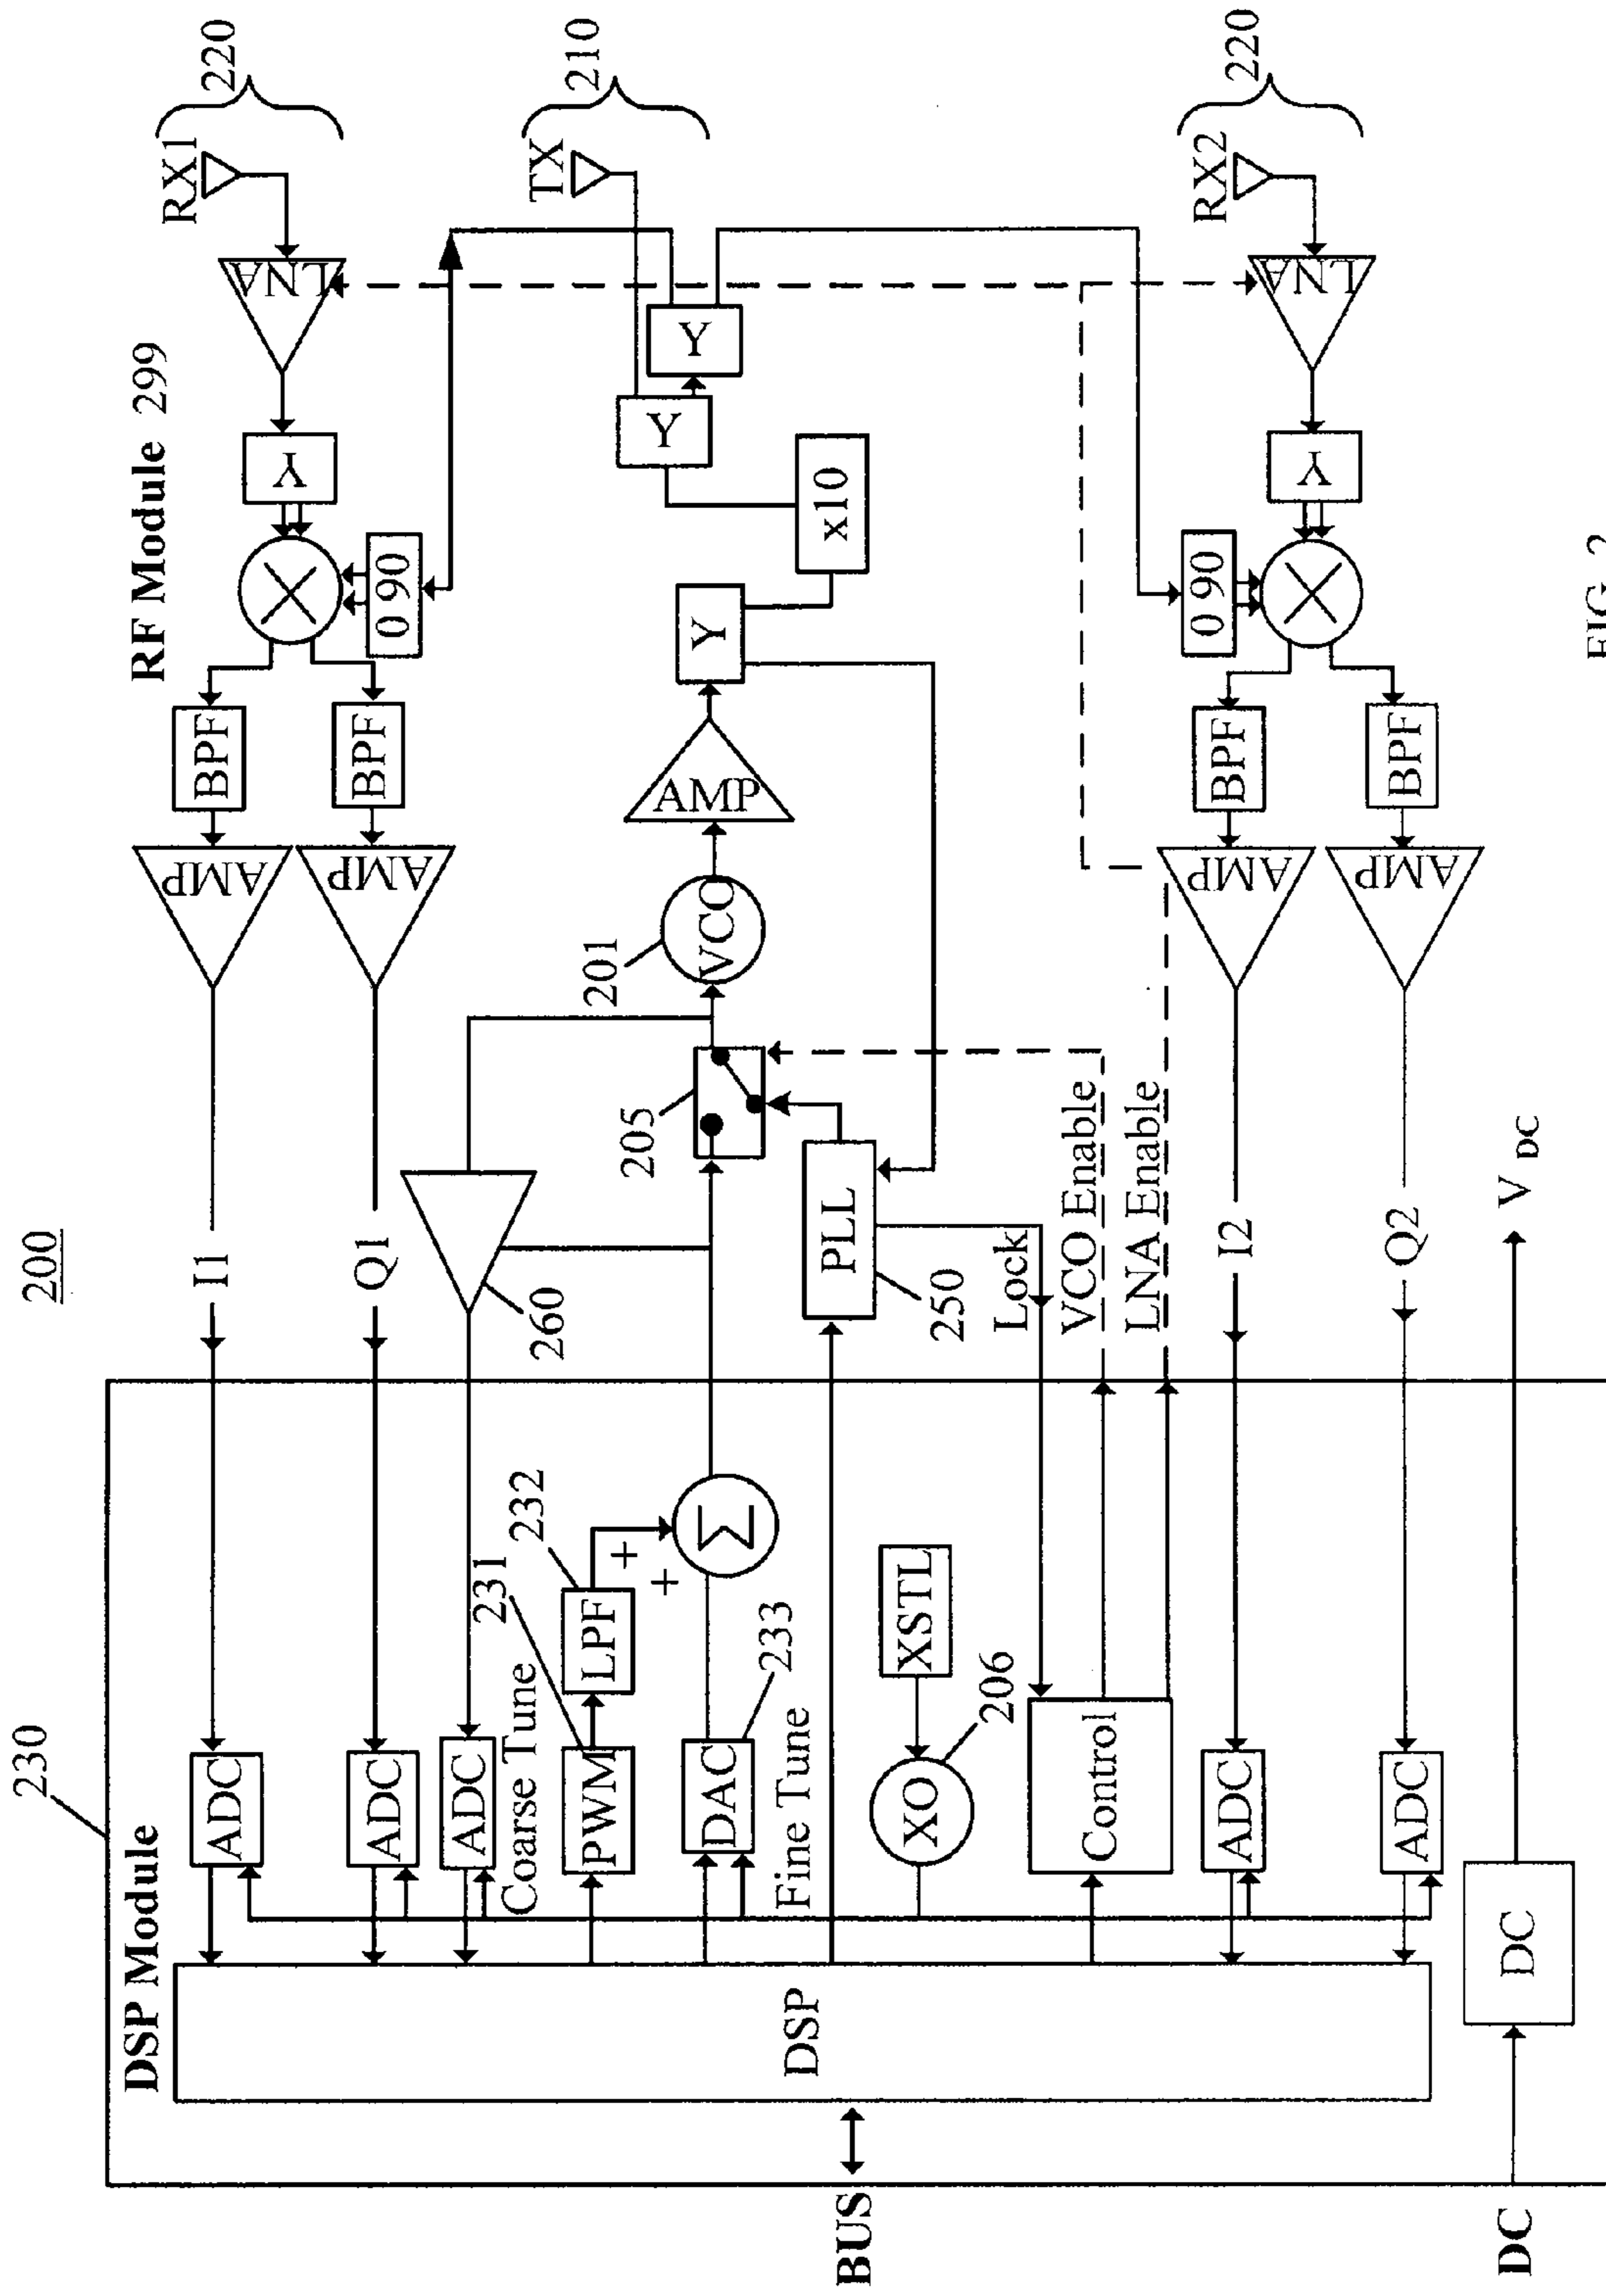 200
230
DSP Module
RF Module 299
220
RX1
LNA
Y
0 90
BPF
AMP
I1
ADC
BPF
AMP
Q1
ADC
ADC
260
Coarse Tune
231
PWM
232
LPF
+
+
Σ
DAC
233
Fine Tune
205
201
VCO
AMP
Y
x10
Y
Y
TX
210
PLL
250
Lock
VCO Enable
LNA Enable
XSTL
XO
206
Control
DSP
BUS
220
RX2
LNA
Y
0 90
BPF
AMP
I2
ADC
BPF
AMP
Q2
ADC
DC
DC
V DC
FIG. 2